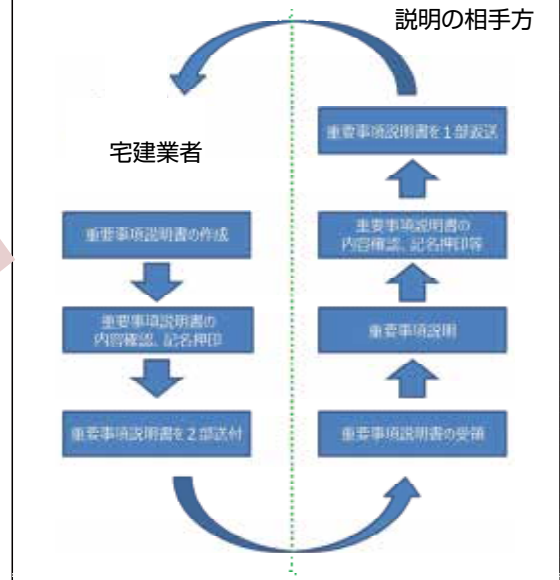 説明の相手方
宅建業者
重要事項説明書の作成
重要事項説明書の
内容確認、記名押印
重要事項説明書を2部送付
重要事項説明書を1部返送
重要事項説明書の
内容確認、記名押印等
重要事項説明
重要事項説明書の受領